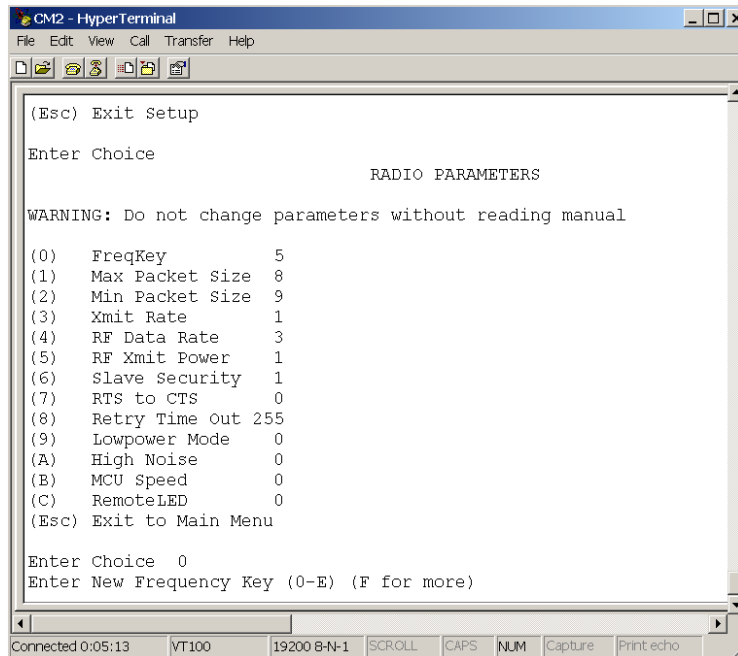 CM2 - HyperTerminal
File Edit View Call Transfer Help
(Esc) Exit Setup
Enter Choice
RADIO PARAMETERS
WARNING: Do not change parameters without reading manual
(0) FreqKey 5
(1) Max Packet Size 8
(2) Min Packet Size 9
(3) Xmit Rate 1
(4) RF Data Rate 3
(5) RF Xmit Power 1
(6) Slave Security 1
(7) RTS to CTS 0
(8) Retry Time Out 255
(9) Lowpower Mode 0
(A) High Noise 0
(B) MCU Speed 0
(C) RemoteLED 0
(Esc) Exit to Main Menu
Enter Choice 0
Enter New Frequency Key (0-E) (F for more)
Connected 0:05:13 VT100 19200 8-N-1 SCROLL CAPS NUM Capture Print echo